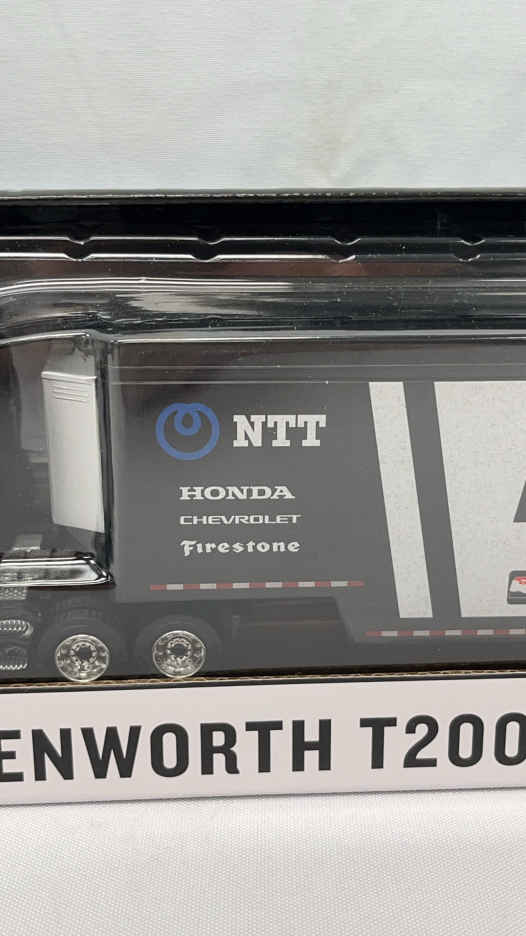 NTT
HONDA
CHEVROLET
Firestone
ENWORTH T200